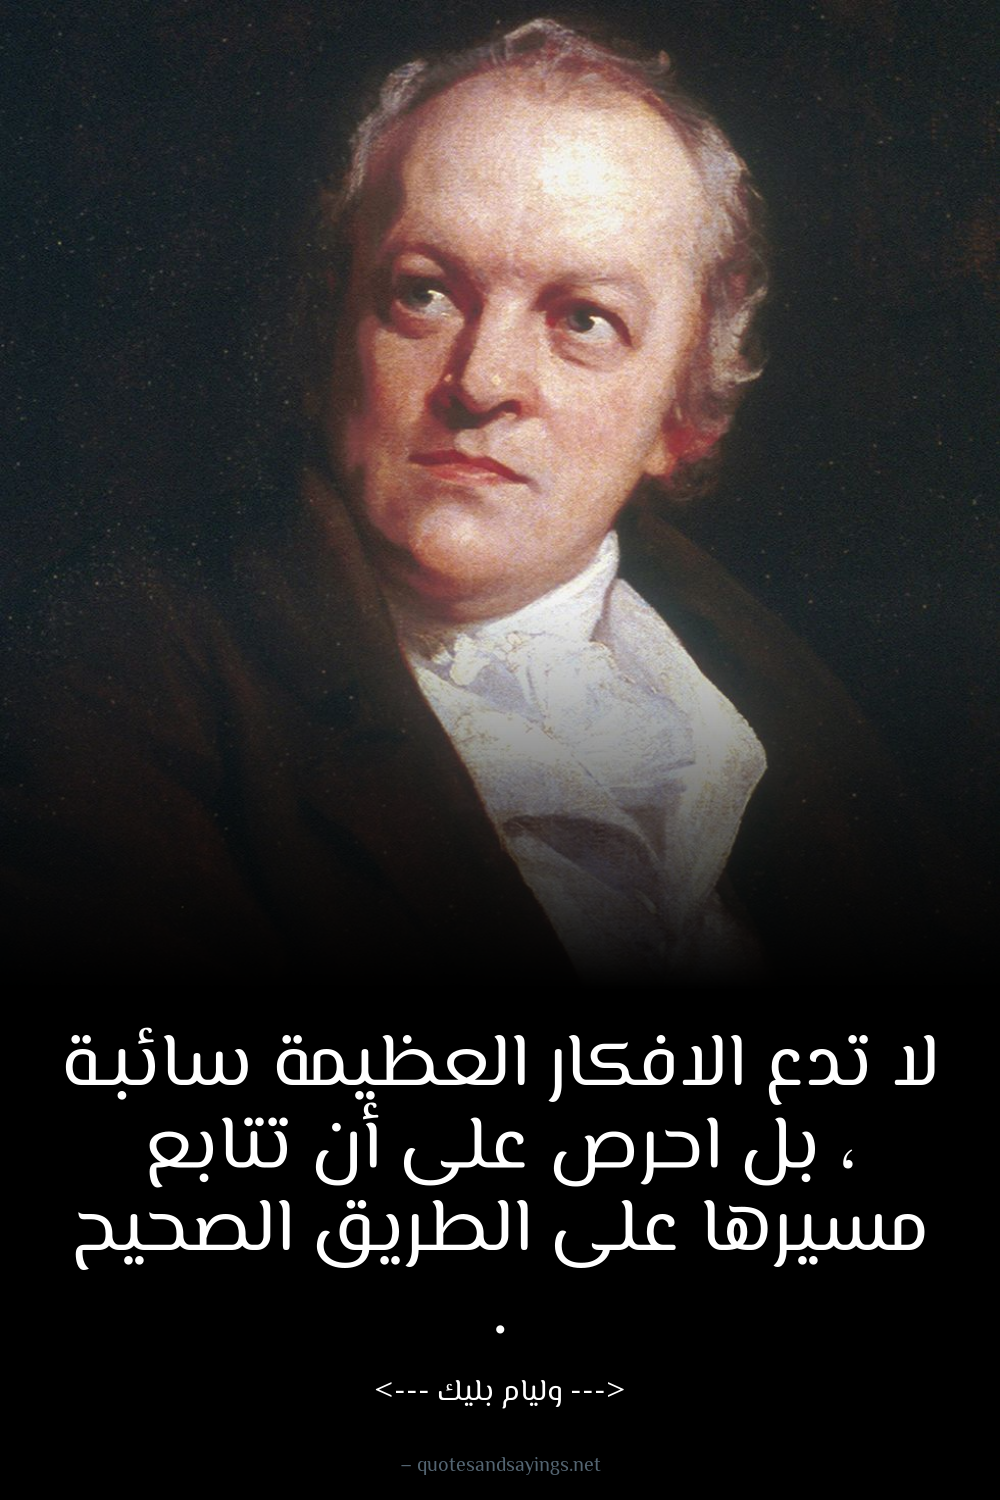 لا تدع الافكار العظيمة سائبة
، بل احرص على أن تتابع
مسيرها على الطريق الصحيح
.
<--- وليام بليك --->
– quotesandsayings.net